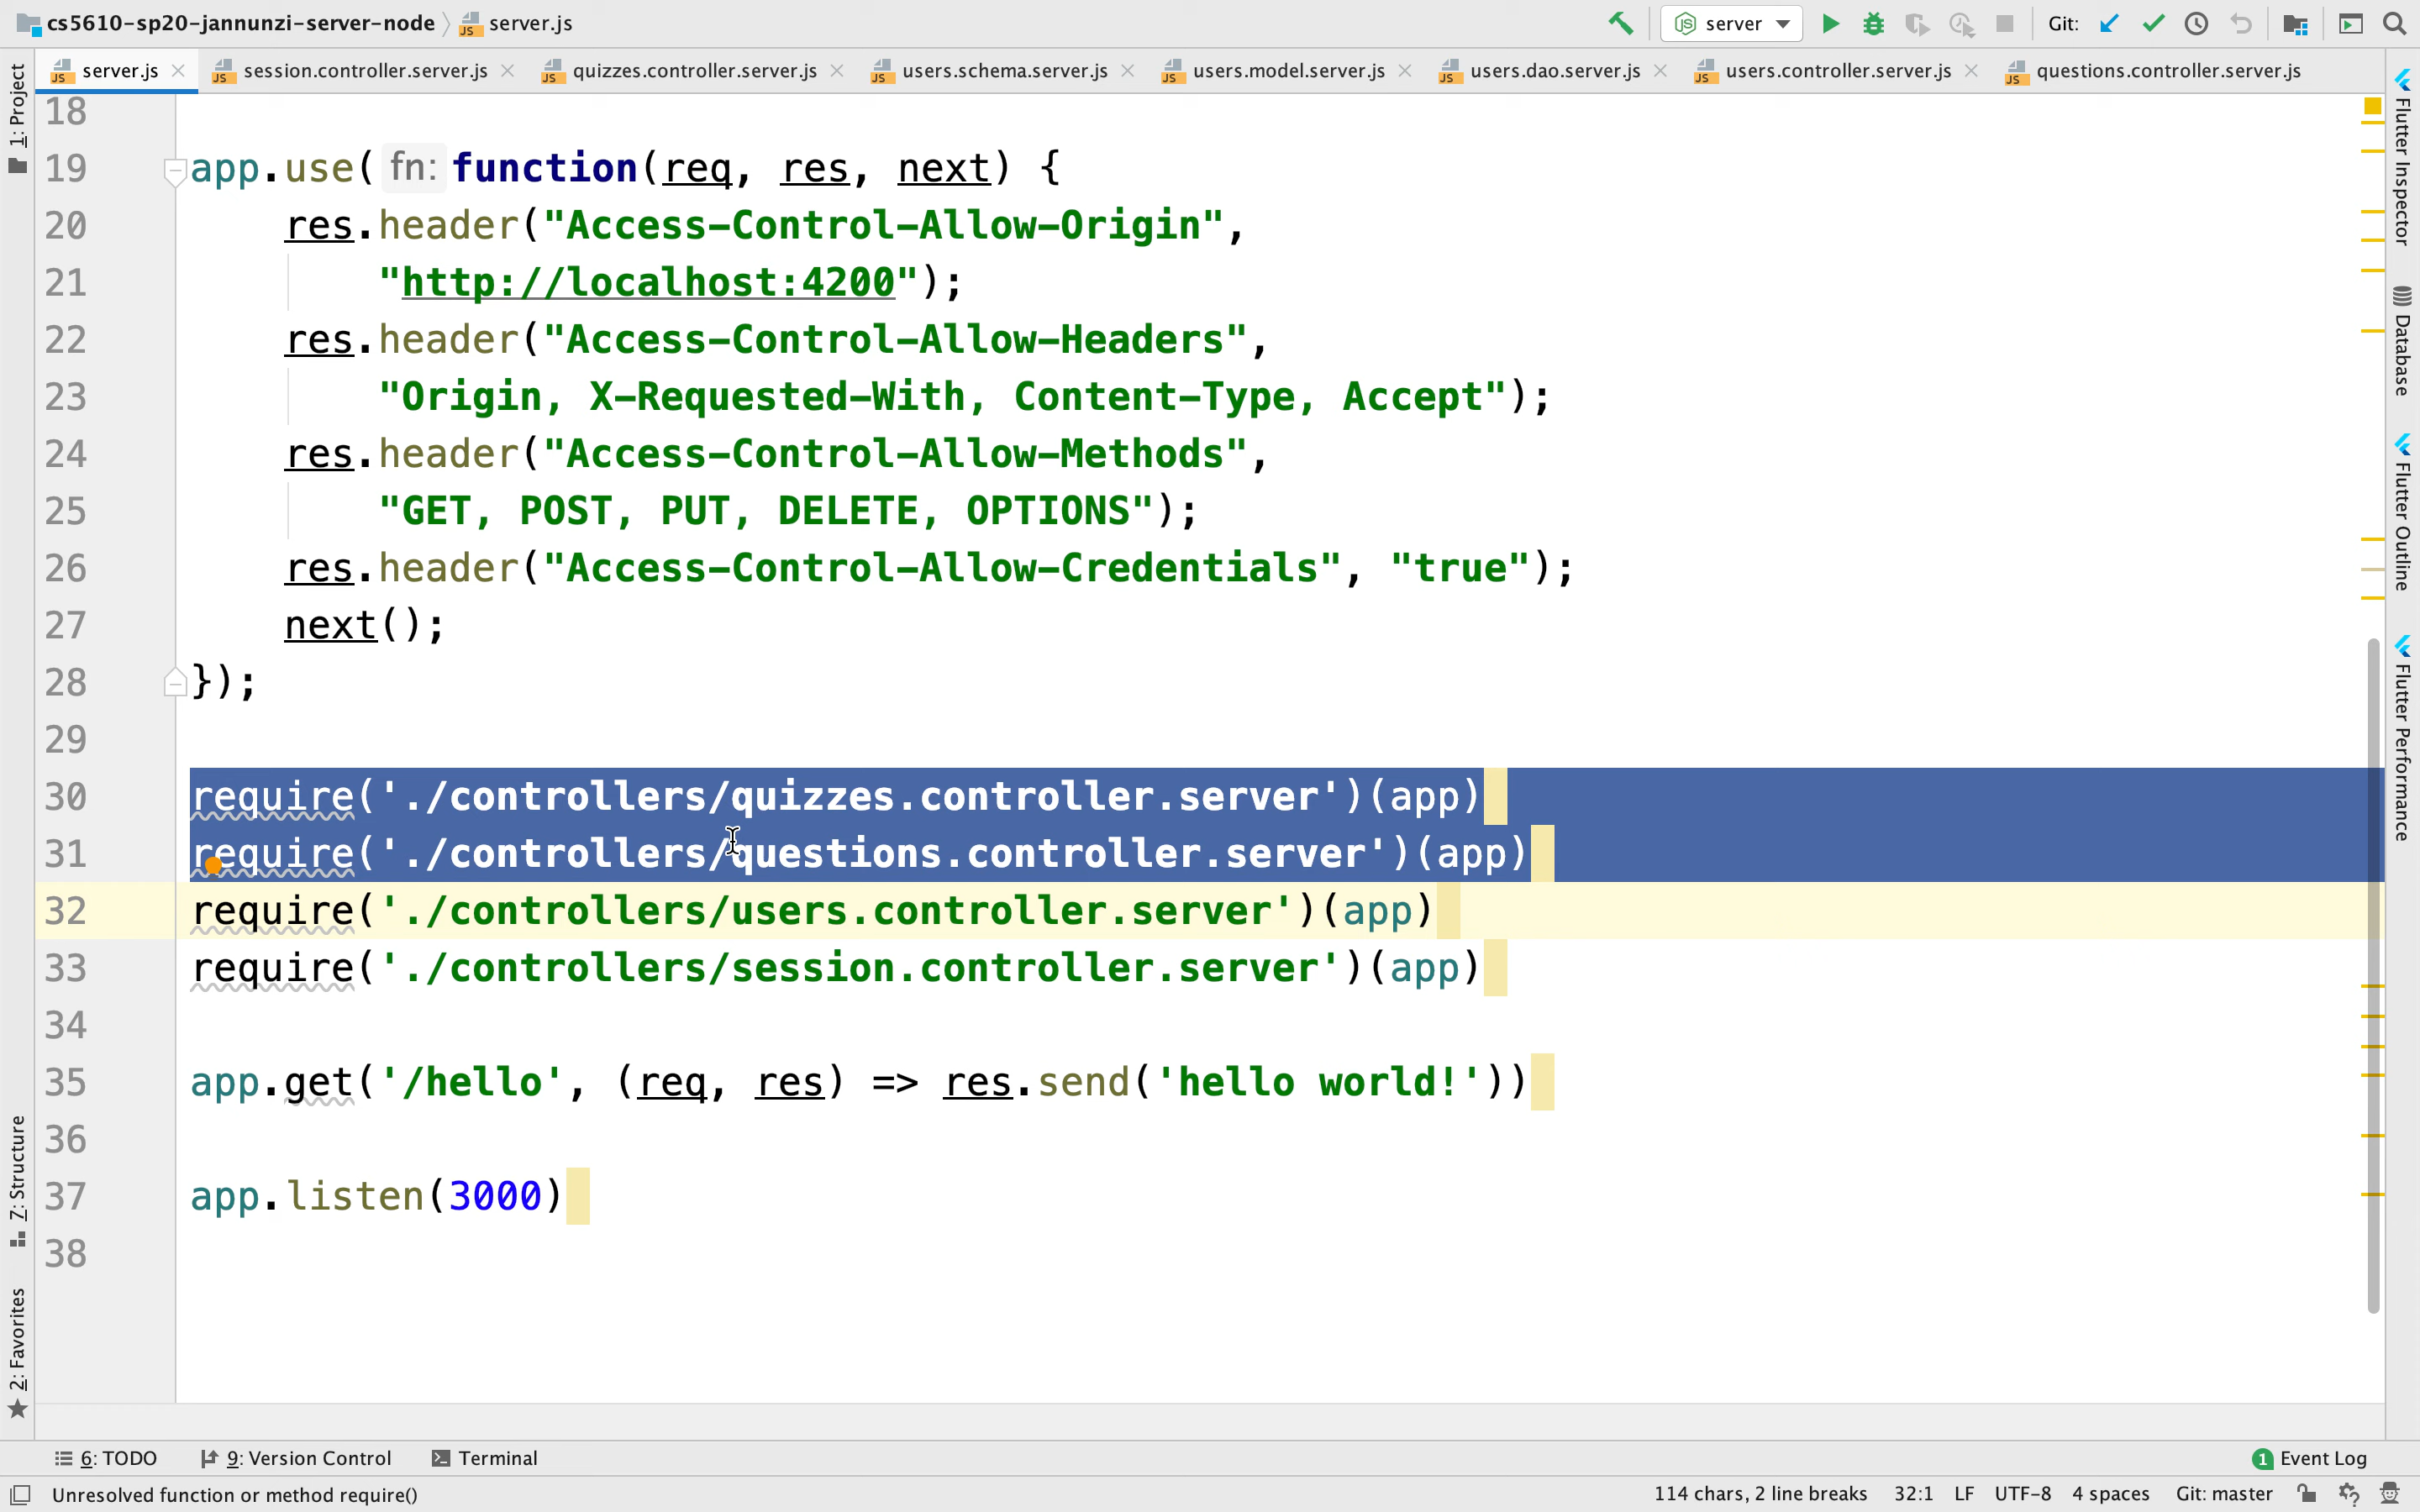 cs5610-sp20-jannunzi-server-node server.js
server Git:
server.js session.controller.server.js quizzes.controller.server.js users.schema.server.js users.model.server.js users.dao.server.js users.controller.server.js questions.controller.server.js
1: Project
7: Structure
2: Favorites
18
19 app.use( fn: function(req, res, next) {
20 res.header("Access-Control-Allow-Origin",
21 "http://localhost:4200");
22 res.header("Access-Control-Allow-Headers",
23 "Origin, X-Requested-With, Content-Type, Accept");
24 res.header("Access-Control-Allow-Methods",
25 "GET, POST, PUT, DELETE, OPTIONS");
26 res.header("Access-Control-Allow-Credentials", "true");
27 next();
28 });
29
30 require('./controllers/quizzes.controller.server')(app)
31 require('./controllers/questions.controller.server')(app)
32 require('./controllers/users.controller.server')(app)
33 require('./controllers/session.controller.server')(app)
34
35 app.get('/hello', (req, res) => res.send('hello world!'))
36
37 app.listen(3000)
38
Flutter Inspector
Database
Flutter Outline
Flutter Performance
6: TODO 9: Version Control Terminal 1 Event Log
Unresolved function or method require() 114 chars, 2 line breaks 32:1 LF UTF-8 4 spaces Git: master